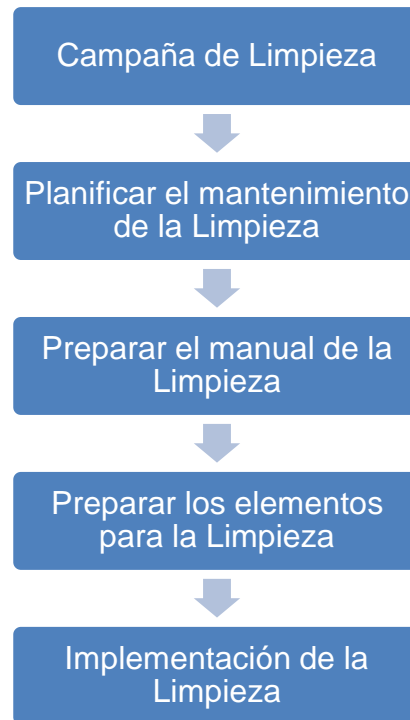 Campaña de Limpieza
Planificar el mantenimiento
de la Limpieza
Preparar el manual de la
Limpieza
Preparar los elementos
para la Limpieza
Implementación de la
Limpieza